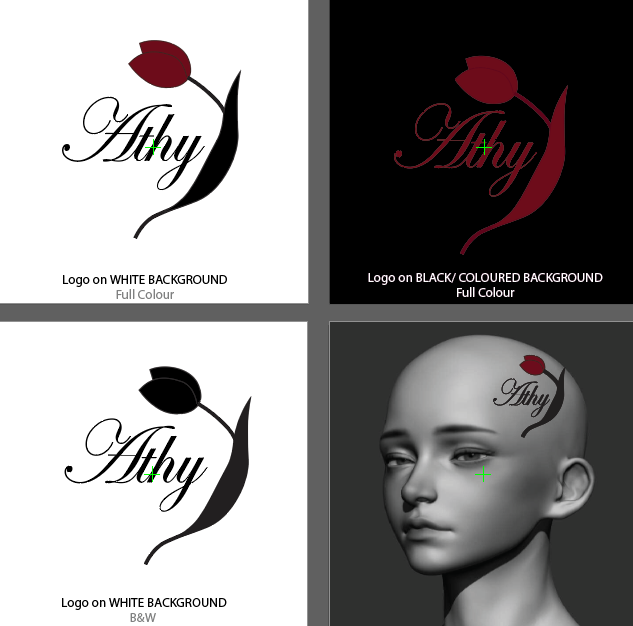 Athy
Logo on WHITE BACKGROUND
Full Colour
Athy
Logo on BLACK/ COLOURED BACKGROUND
Full Colour
Athy
Logo on WHITE BACKGROUND
B&W
Athy